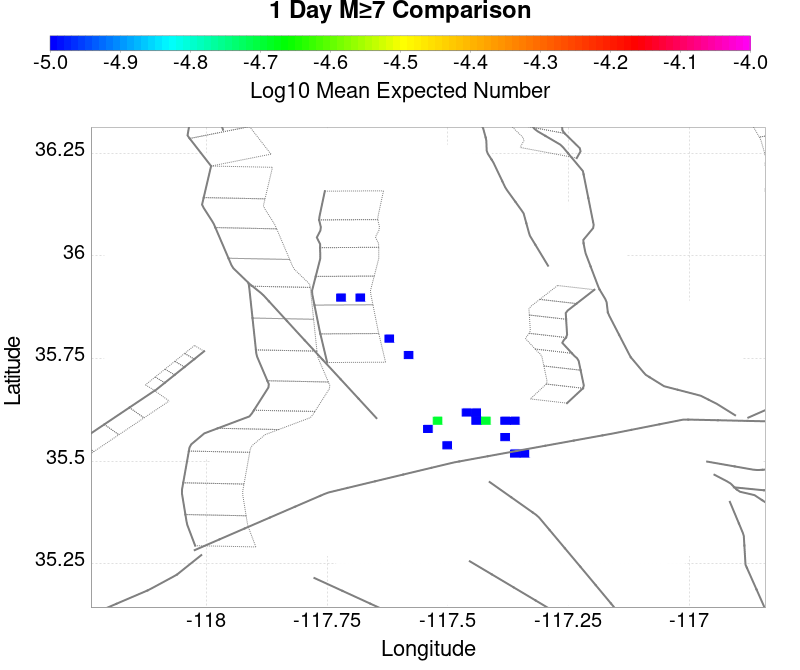 1 Day M≥7 Comparison
-5.0 -4.9 -4.8 -4.7 -4.6 -4.5 -4.4 -4.3 -4.2 -4.1 -4.0
Log10 Mean Expected Number
36.25
36
35.75
35.5
35.25
Latitude
-118 -117.75 -117.5 -117.25 -117
Longitude